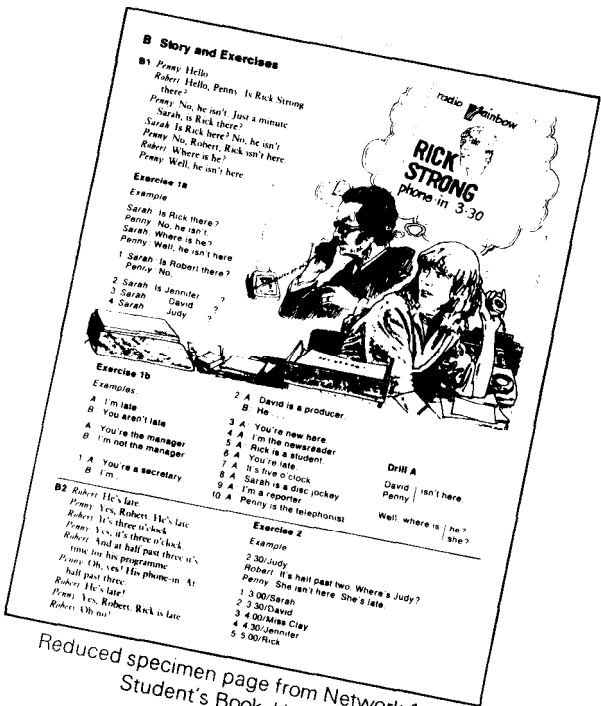 B Story and Exercises
B1 Penny Hello
Robert Hello, Penny Is Rick Strong
there?
Penny No, he isn't Just a minute
Sarah, is Rick there?
Sarah Is Rick here? No, he isn't
Penny No, Robert, Rick isn't here.
Robert Where is he?
Penny Well, he isn't here.
radio rainbow
RICK
STRONG
phone-in 3·30
Exercise 1a
Example
Sarah Is Rick there?
Penny No, he isn't.
Sarah Where is he?
Penny Well, he isn't here
1 Sarah Is Robert there?
Penny No.
2 Sarah Is Jennifer ?
3 Sarah David ?
4 Sarah Judy ?
Exercise 1b
Examples.
A I'm late
B You aren't late
A You're the manager
B I'm not the manager
1 A You're a secretary
B I'm.
2 A David is a producer.
B He...
3 A You're new here.
4 A I'm the newsreader
5 A Rick is a student.
6 A You're late.
7 A It's five o'clock
8 A Sarah is a disc jockey
9 A I'm a reporter
10 A Penny is the telephonist
Drill A
David isn't here.
Penny
Well, where is he?
she?
B2 Robert He's late.
Penny Yes, Robert. He's late
Robert It's three o'clock
Penny Yes, it's three o'clock.
Robert And at half past three it's
time for his programme
Penny Oh, yes! His phone-in At
half past three.
Robert He's late!
Penny Yes, Robert. Rick is late
Robert Oh no!
Exercise 2
Example
2 30/Judy
Robert It's half past two. Where's Judy?
Penny She isn't here She's late.
1 3 00/Sarah
2 3 30/David
3 4.00/Miss Clay
4 4 30/Jennifer
5 5.00/Rick
Reduced specimen page from Network
Student's Book